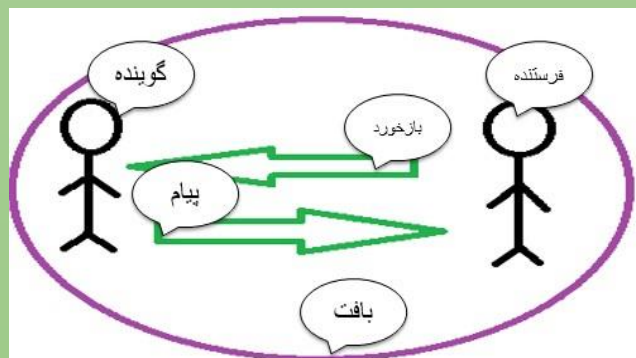 گوینده
فرستنده
بازخورد
پیام
بافت